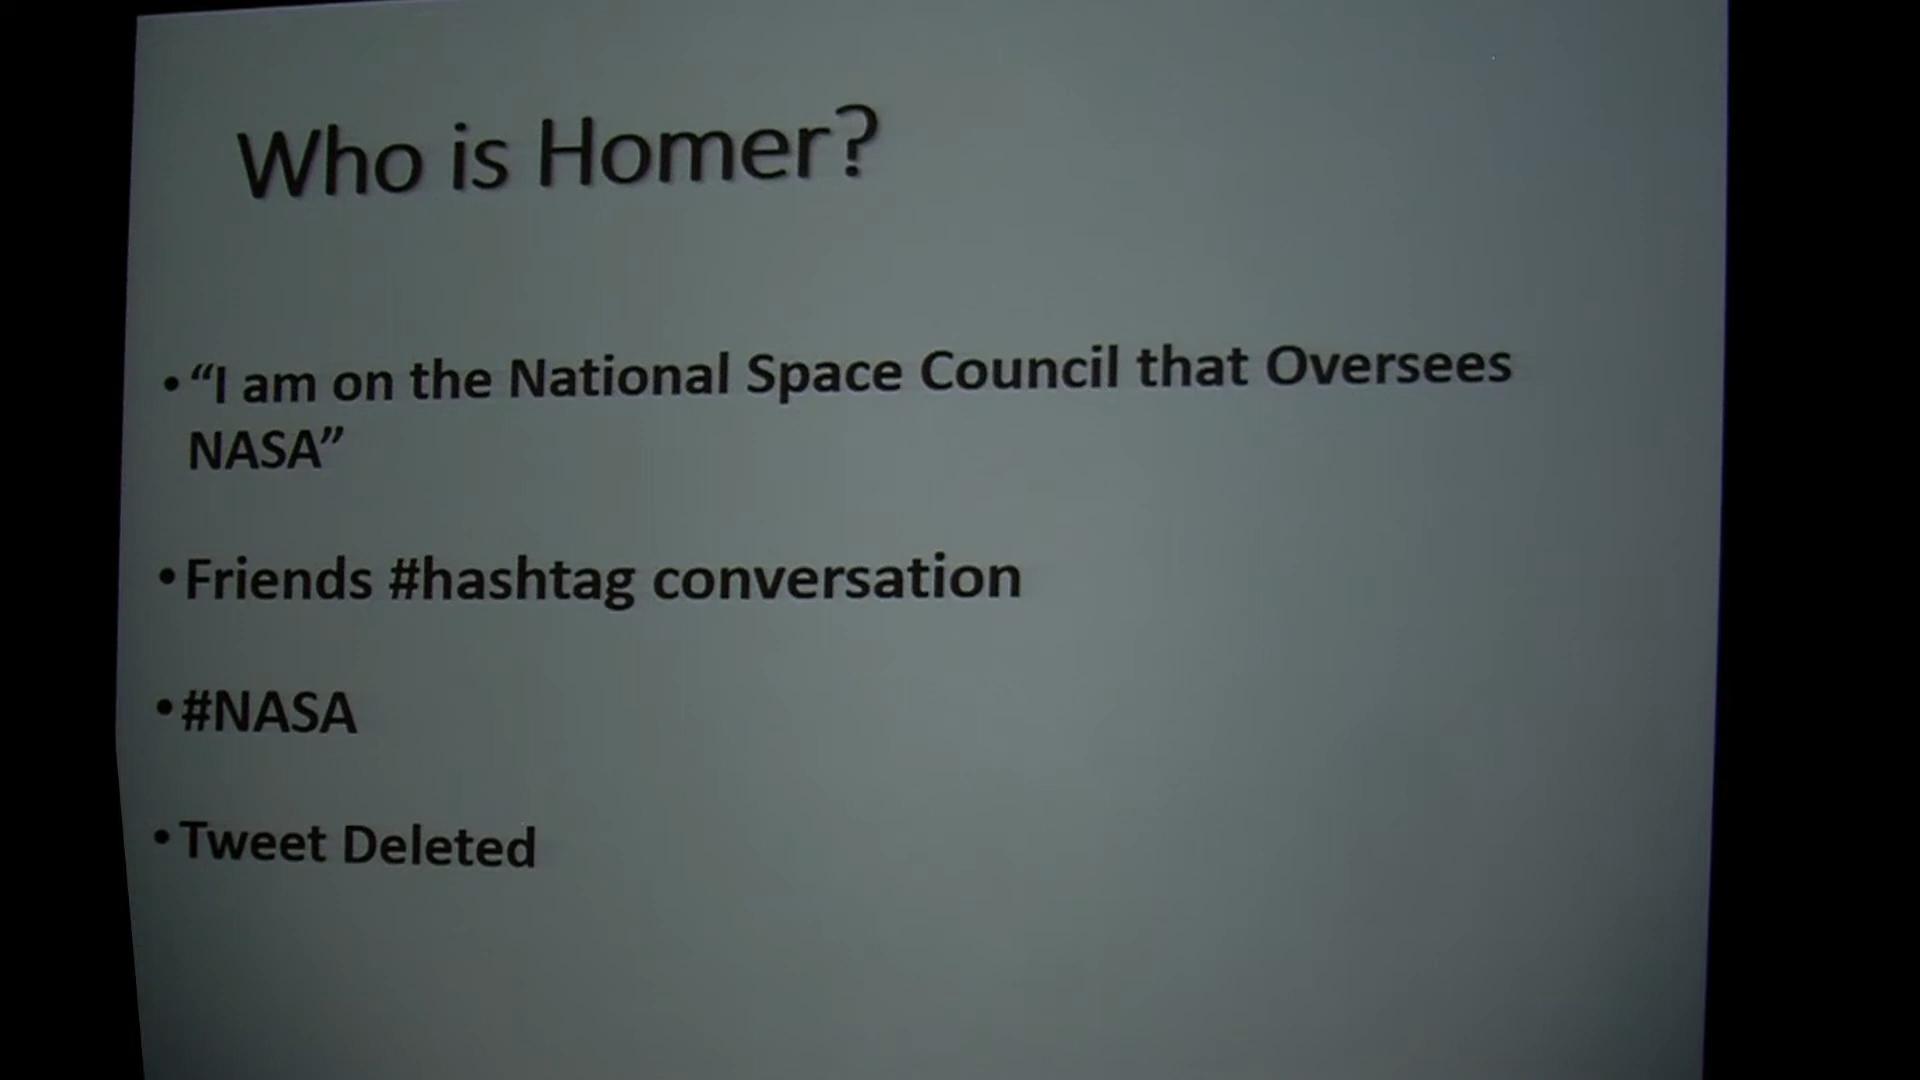 Who is Homer?
• “I am on the National Space Council that Oversees
NASA”
• Friends #hashtag conversation
• #NASA
• Tweet Deleted